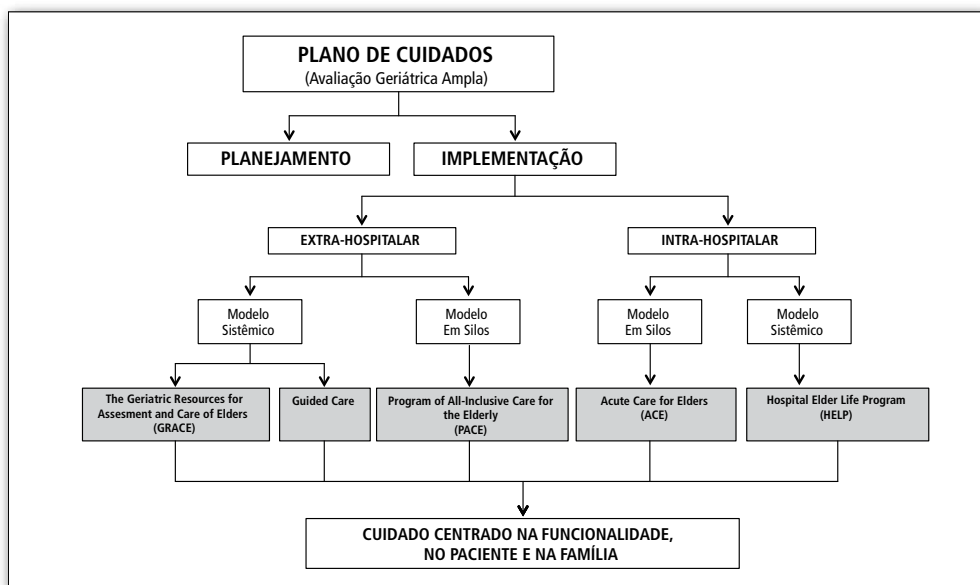 PLANO DE CUIDADOS
(Avaliação Geriátrica Ampla)
PLANEJAMENTO
IMPLEMENTAÇÃO
EXTRA-HOSPITALAR
INTRA-HOSPITALAR
Modelo
Sistêmico
Modelo
Em Silos
Modelo
Em Silos
Modelo
Sistêmico
The Geriatric Resources for
Assesment and Care of Elders
(GRACE)
Guided Care
Program of All-Inclusive Care for
the Elderly
(PACE)
Acute Care for Elders
(ACE)
Hospital Elder Life Program
(HELP)
CUIDADO CENTRADO NA FUNCIONALIDADE,
NO PACIENTE E NA FAMÍLIA